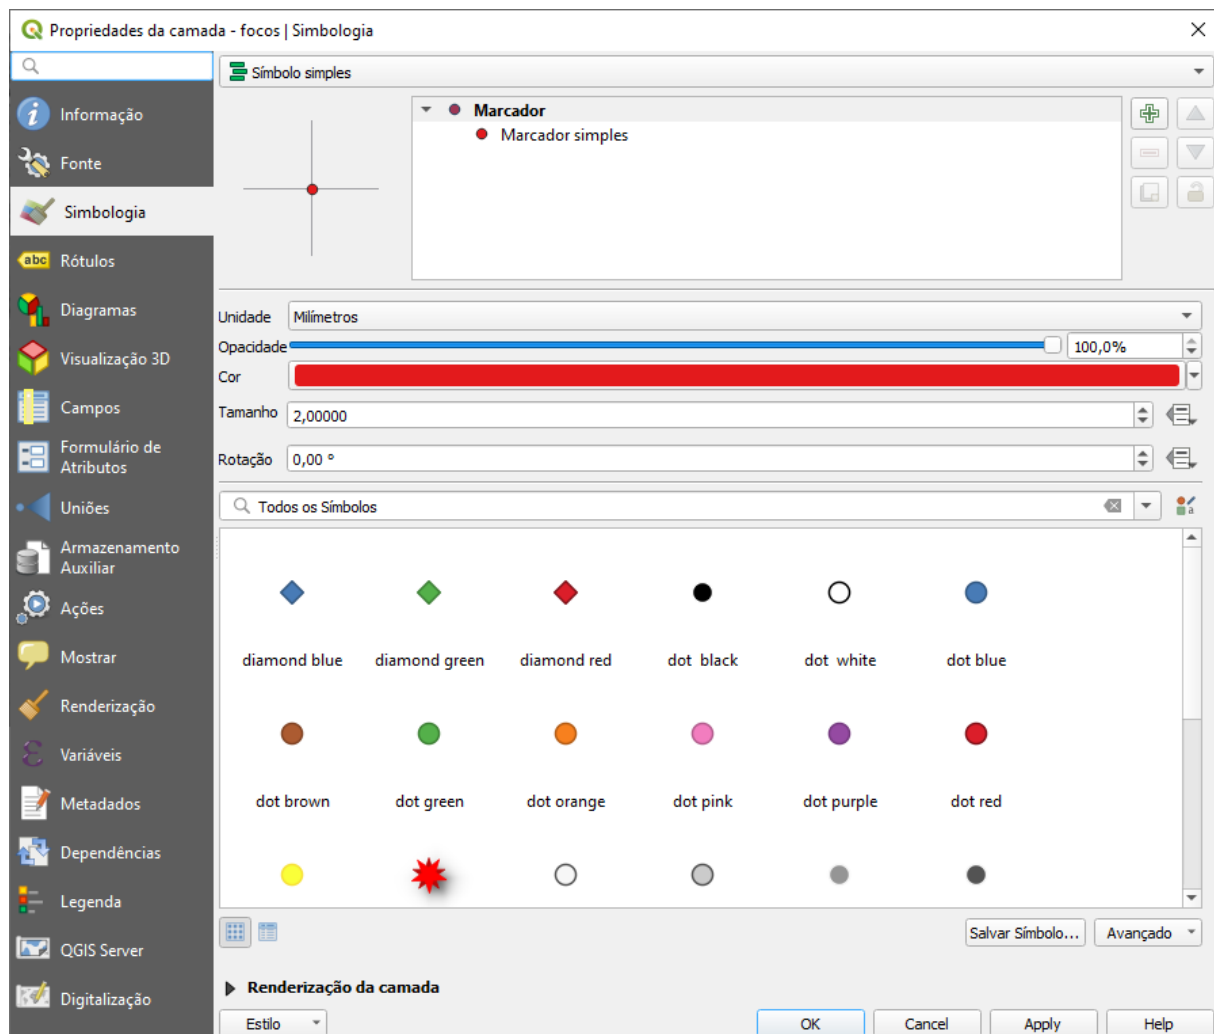 Propriedades da camada - focos | Simbologia
Símbolo simples
Informação
Fonte
Simbologia
abc Rótulos
Diagramas
Visualização 3D
Campos
Formulário de
Atributos
Uniões
Armazenamento
Auxiliar
Ações
Mostrar
Renderização
Variáveis
Metadados
Dependências
Legenda
QGIS Server
Digitalização
Marcador
Marcador simples
Unidade Milímetros
Opacidade 100,0%
Cor
Tamanho 2,00000
Rotação 0,00 °
Todos os Símbolos
diamond blue diamond green diamond red dot  black dot  white dot blue
dot brown dot green dot orange dot pink dot purple dot red
Salvar Símbolo... Avançado
Renderização da camada
Estilo OK Cancel Apply Help